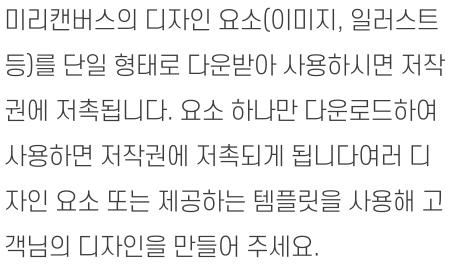 미리캔버스의 디자인 요소(이미지, 일러스트
등)를 단일 형태로 다운받아 사용하시면 저작
권에 저촉됩니다. 요소 하나만 다운로드하여
사용하면 저작권에 저촉되게 됩니다여러 디
자인 요소 또는 제공하는 템플릿을 사용해 고
객님의 디자인을 만들어 주세요.